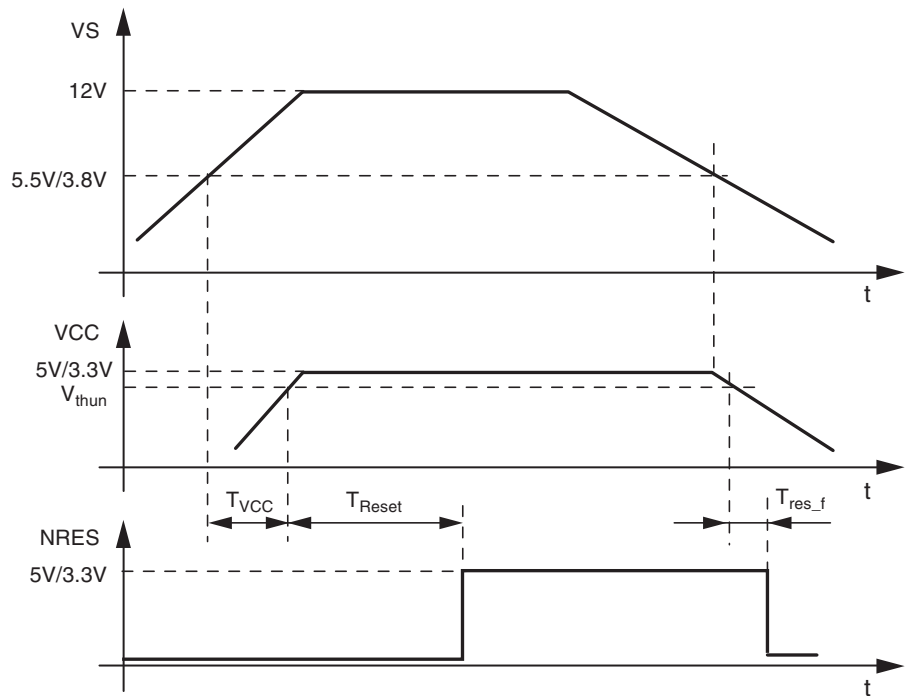 VS
12V
5.5V/3.8V
t
VCC
5V/3.3V
Vthun
t
TVCC
TReset
Tres_f
NRES
5V/3.3V
t